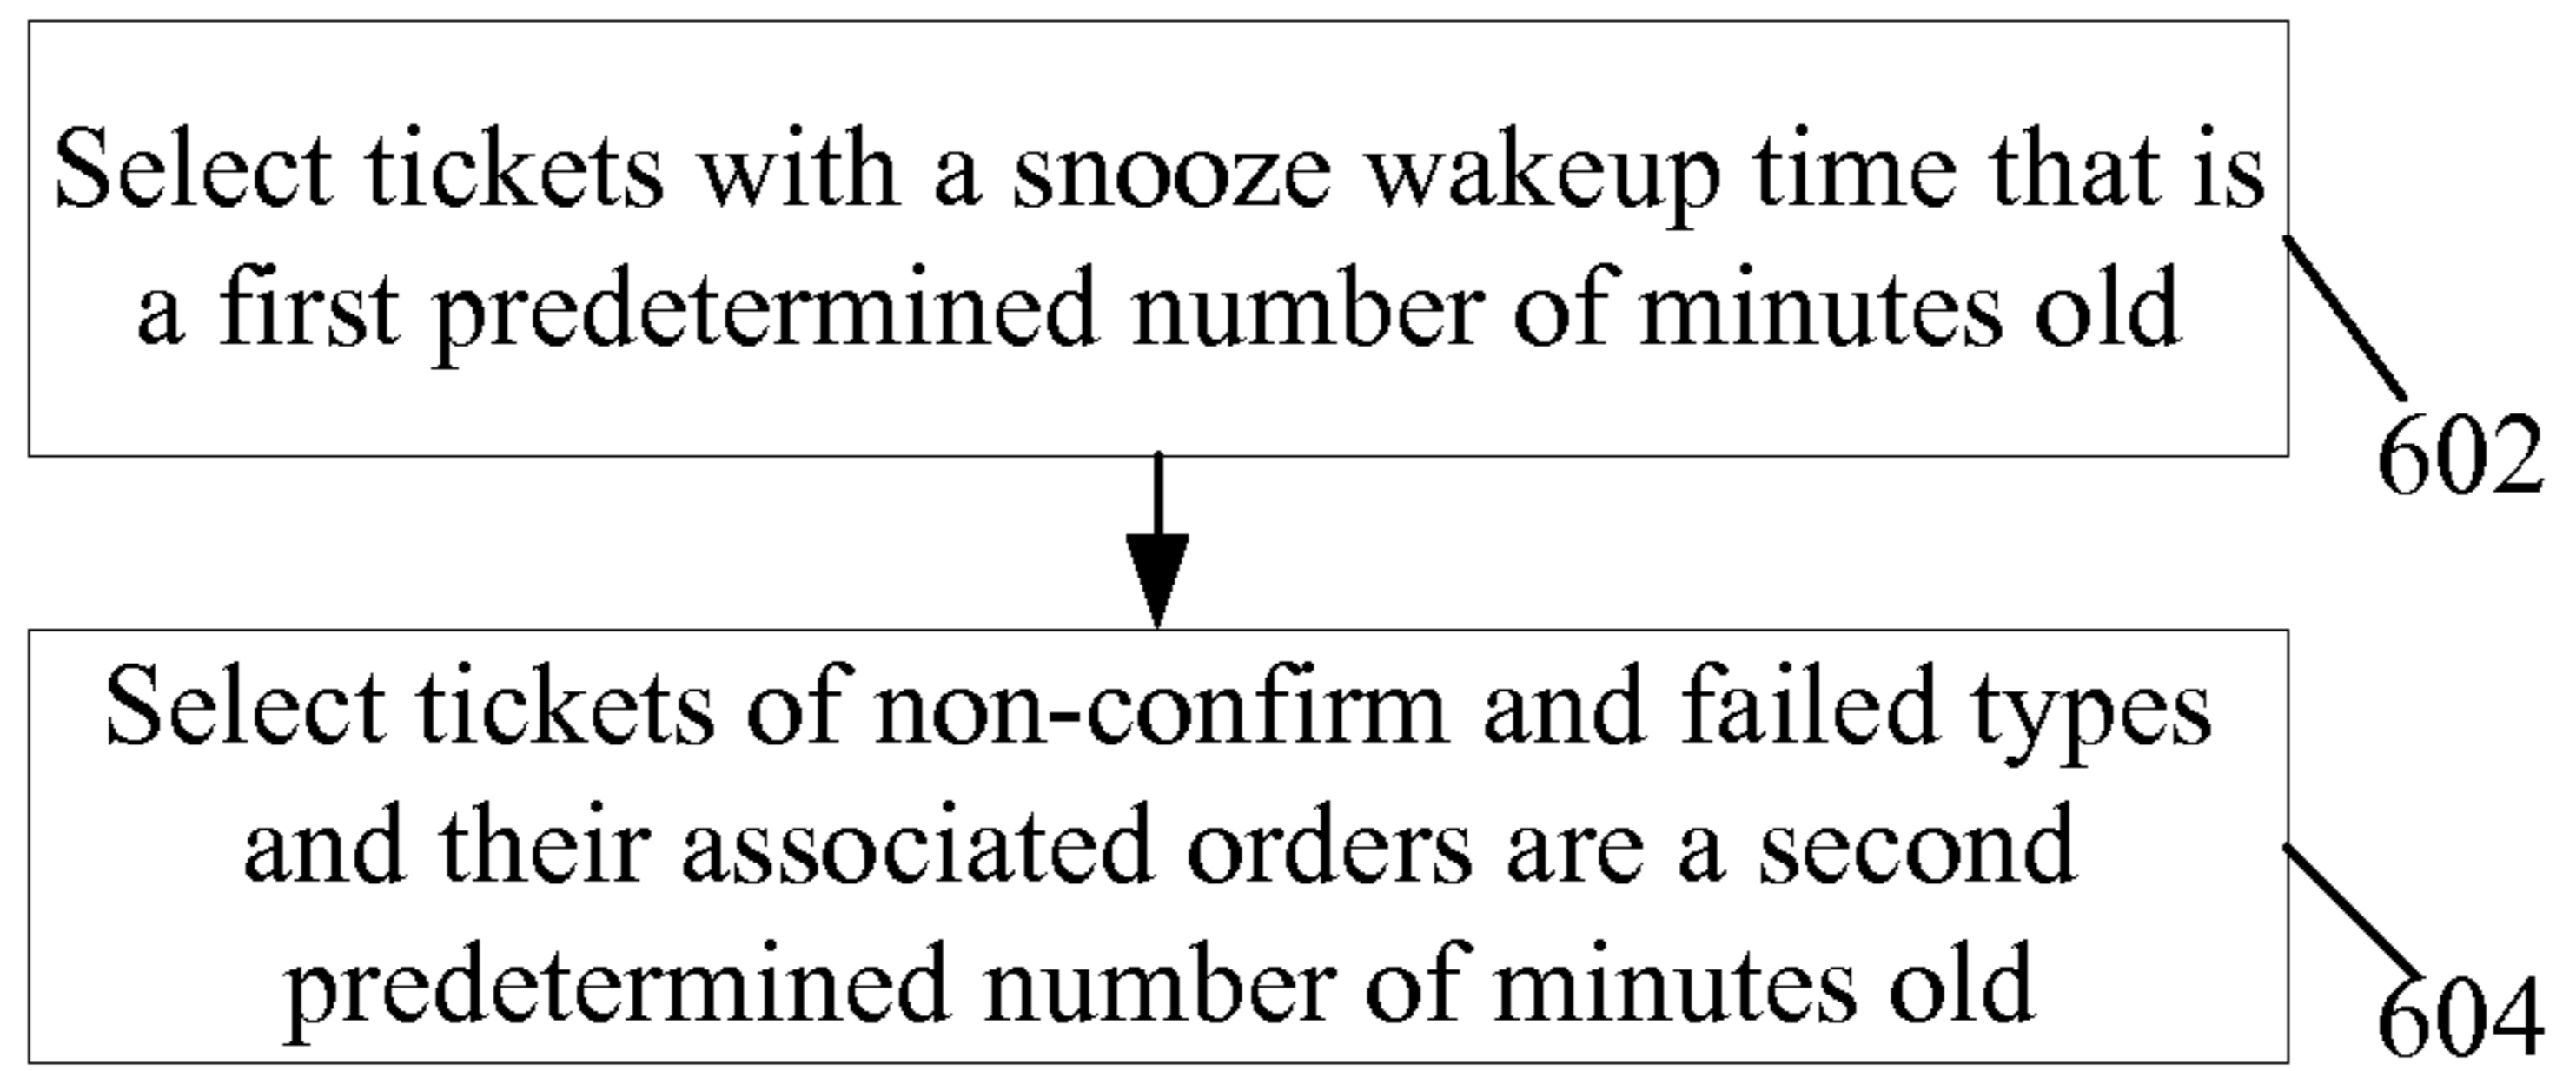 Select tickets with a snooze wakeup time that is
a first predetermined number of minutes old
602
Select tickets of non-confirm and failed types
and their associated orders are a second
predetermined number of minutes old
604